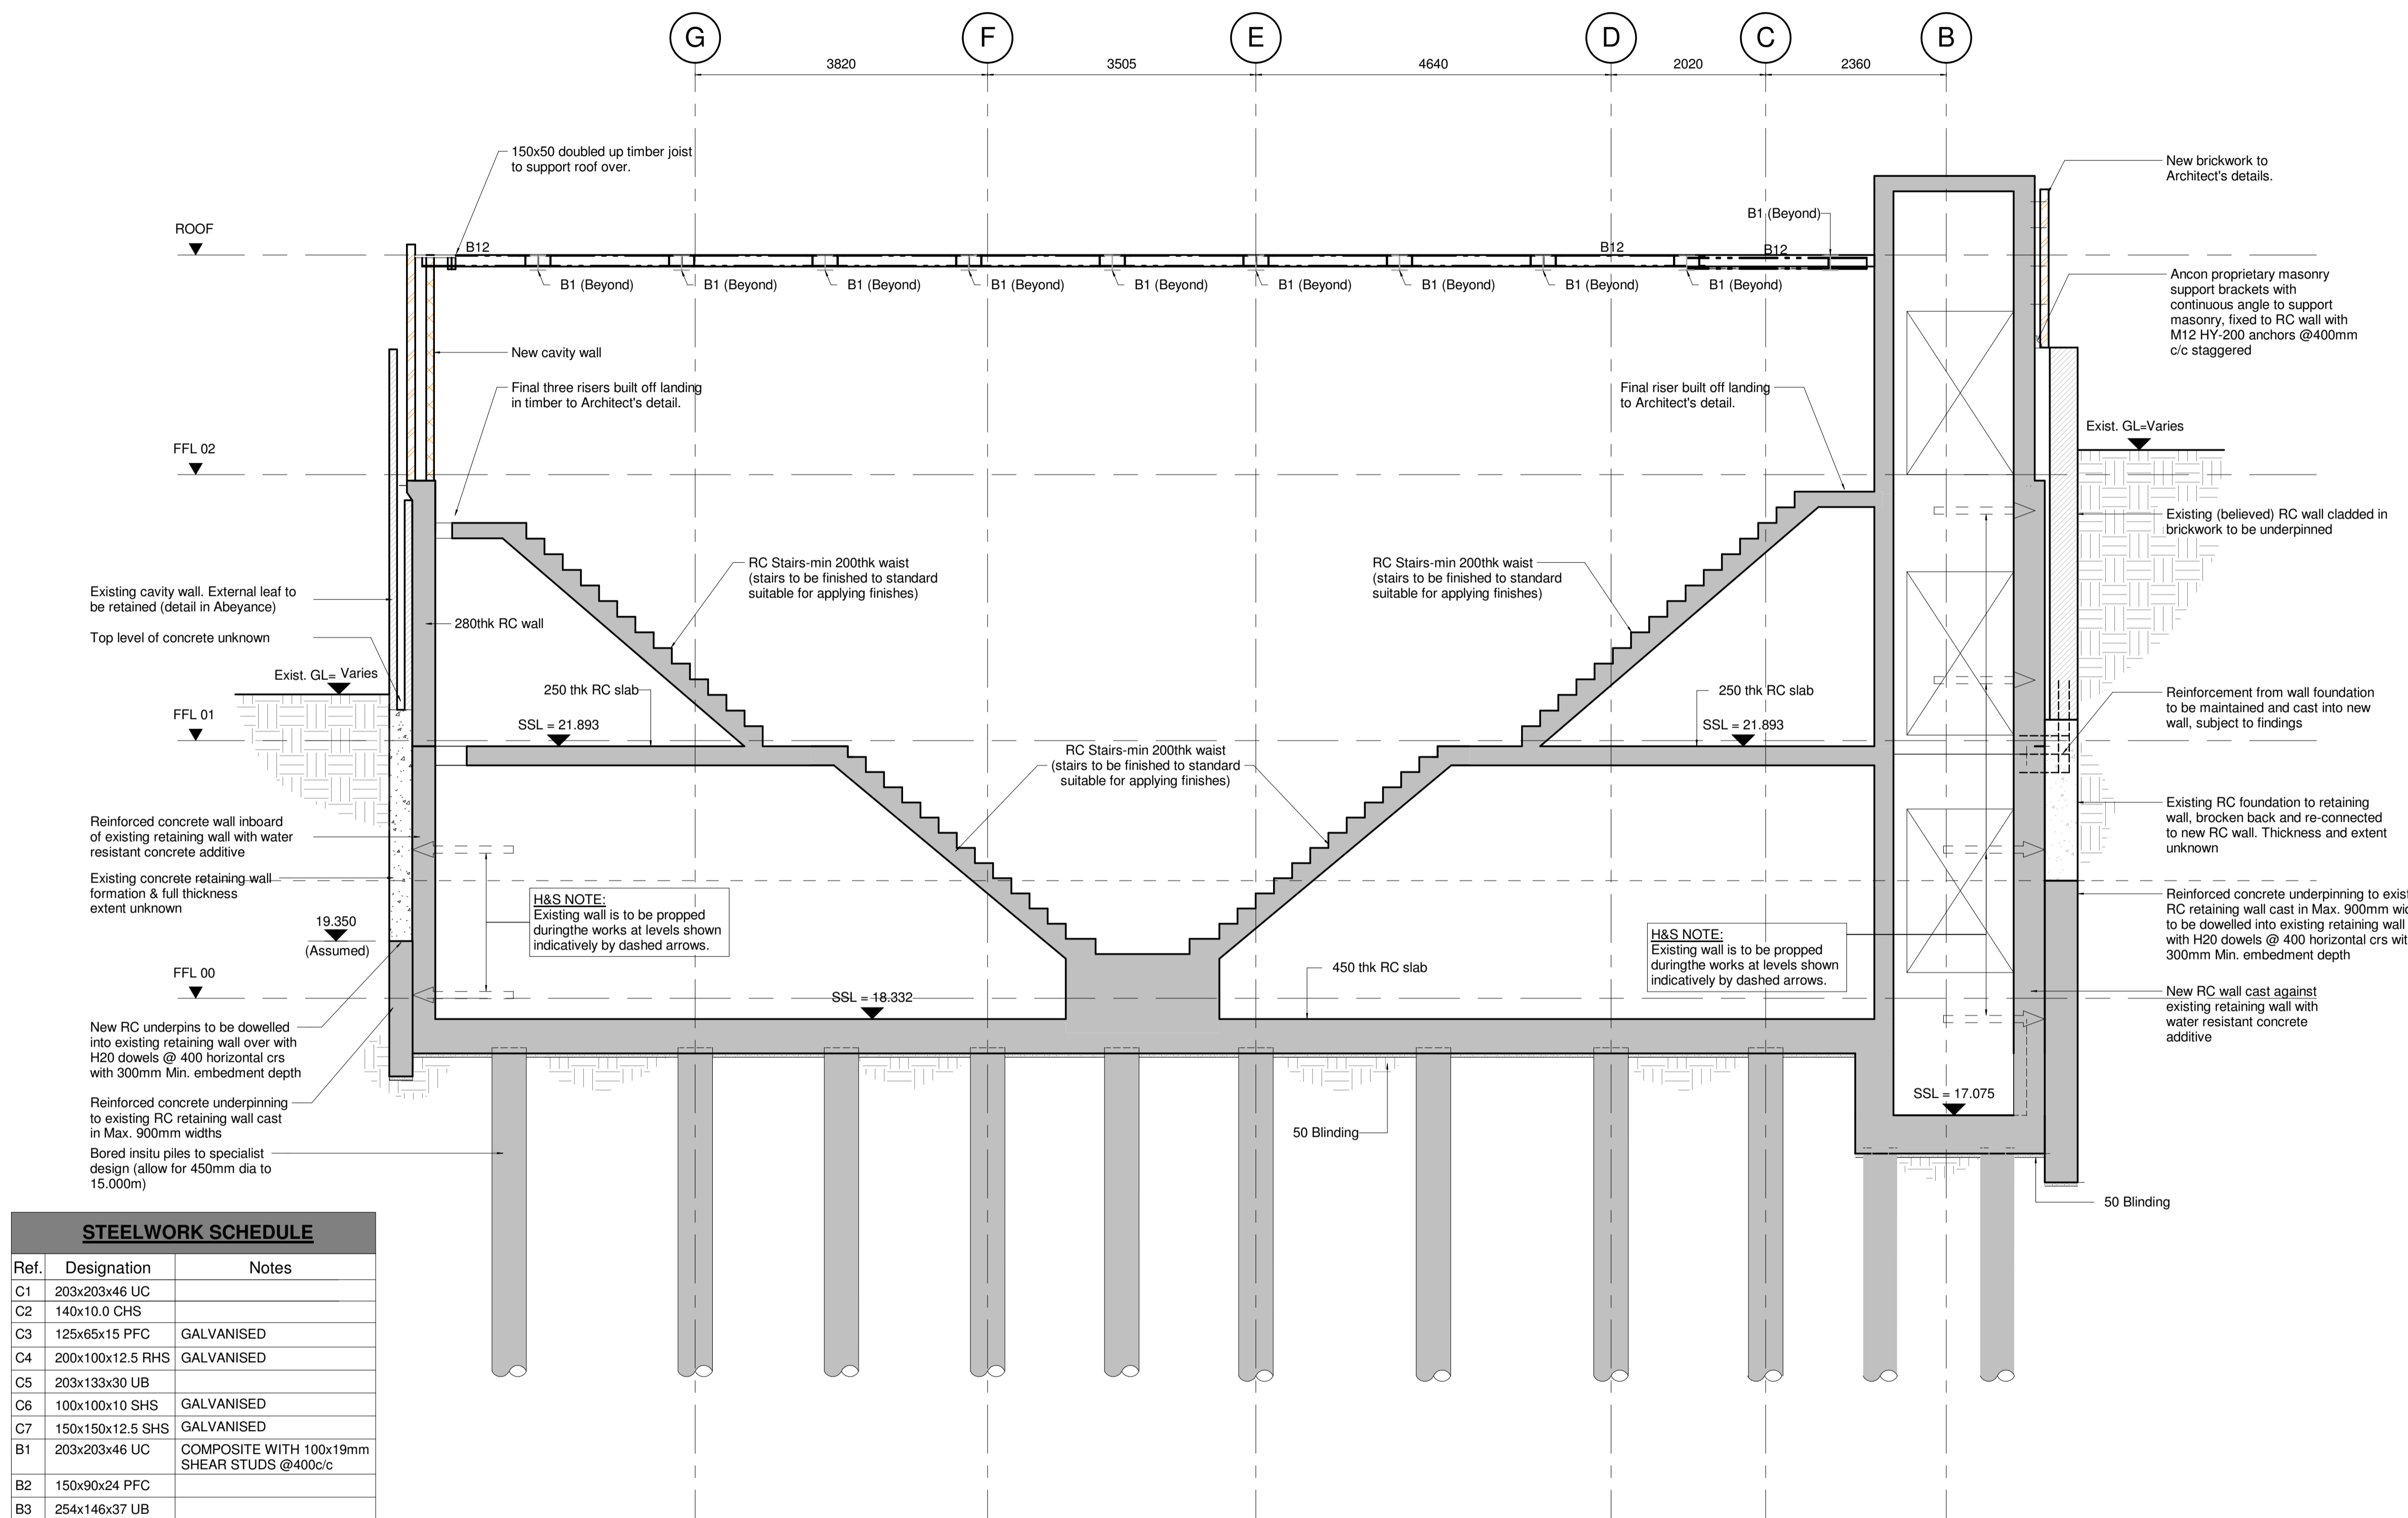 G
F
E
D
C
B
3820
3505
4640
2020
2360
150x50 doubled up timber joist
to support roof over.
New brickwork to
Architect's details.
B1 (Beyond)
ROOF
B12
B12
B12
B1 (Beyond)
B1 (Beyond)
B1 (Beyond)
B1 (Beyond)
B1 (Beyond)
B1 (Beyond)
B1 (Beyond)
B1 (Beyond)
B1 (Beyond)
Ancon proprietary masonry
support brackets with
continuous angle to support
masonry, fixed to RC wall with
M12 HY-200 anchors @400mm
c/c staggered
New cavity wall
Final three risers built off landing
in timber to Architect's detail.
Final riser built off landing
to Architect's detail.
Exist. GL=Varies
FFL 02
Existing (believed) RC wall cladded in
brickwork to be underpinned
RC Stairs-min 200thk waist
(stairs to be finished to standard
suitable for applying finishes)
RC Stairs-min 200thk waist
(stairs to be finished to standard
suitable for applying finishes)
Existing cavity wall. External leaf to
be retained (detail in Abeyance)
280thk RC wall
Top level of concrete unknown
Exist. GL= Varies
250 thk RC slab
250 thk RC slab
Reinforcement from wall foundation
to be maintained and cast into new
wall, subject to findings
FFL 01
SSL = 21.893
SSL = 21.893
RC Stairs-min 200thk waist
(stairs to be finished to standard
suitable for applying finishes)
Reinforced concrete wall inboard
of existing retaining wall with water
resistant concrete additive
Existing RC foundation to retaining
wall, brocken back and re-connected
to new RC wall. Thickness and extent
unknown
Existing concrete retaining wall
formation & full thickness
extent unknown
H&S NOTE:
Existing wall is to be propped
duringthe works at levels shown
indicatively by dashed arrows.
Reinforced concrete underpinning to exist
RC retaining wall cast in Max. 900mm wid
to be dowelled into existing retaining wall
with H20 dowels @ 400 horizontal crs wit
300mm Min. embedment depth
19.350
(Assumed)
H&S NOTE:
Existing wall is to be propped
duringthe works at levels shown
indicatively by dashed arrows.
FFL 00
450 thk RC slab
SSL = 18.332
New RC wall cast against
existing retaining wall with
water resistant concrete
additive
New RC underpins to be dowelled
into existing retaining wall over with
H20 dowels @ 400 horizontal crs
with 300mm Min. embedment depth
SSL = 17.075
Reinforced concrete underpinning
to existing RC retaining wall cast
in Max. 900mm widths
50 Blinding
Bored insitu piles to specialist
design (allow for 450mm dia to
15.000m)
50 Blinding
STEELWORK SCHEDULE
Ref. Designation Notes
C1 203x203x46 UC
C2 140x10.0 CHS
C3 125x65x15 PFC GALVANISED
C4 200x100x12.5 RHS GALVANISED
C5 203x133x30 UB
C6 100x100x10 SHS GALVANISED
C7 150x150x12.5 SHS GALVANISED
B1 203x203x46 UC COMPOSITE WITH 100x19mm
SHEAR STUDS @400c/c
B2 150x90x24 PFC
B3 254x146x37 UB